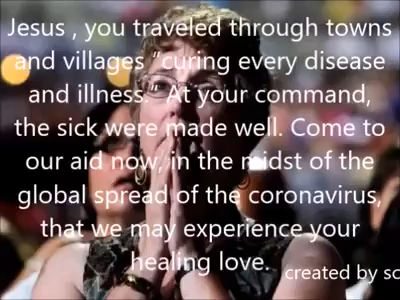 Jesus , you traveled through towns
and villages “curing every disease
and illness.” At your command,
the sick were made well. Come to
our aid now, in the midst of the
global spread of the coronavirus,
that we may experience your
healing love.
created by sc